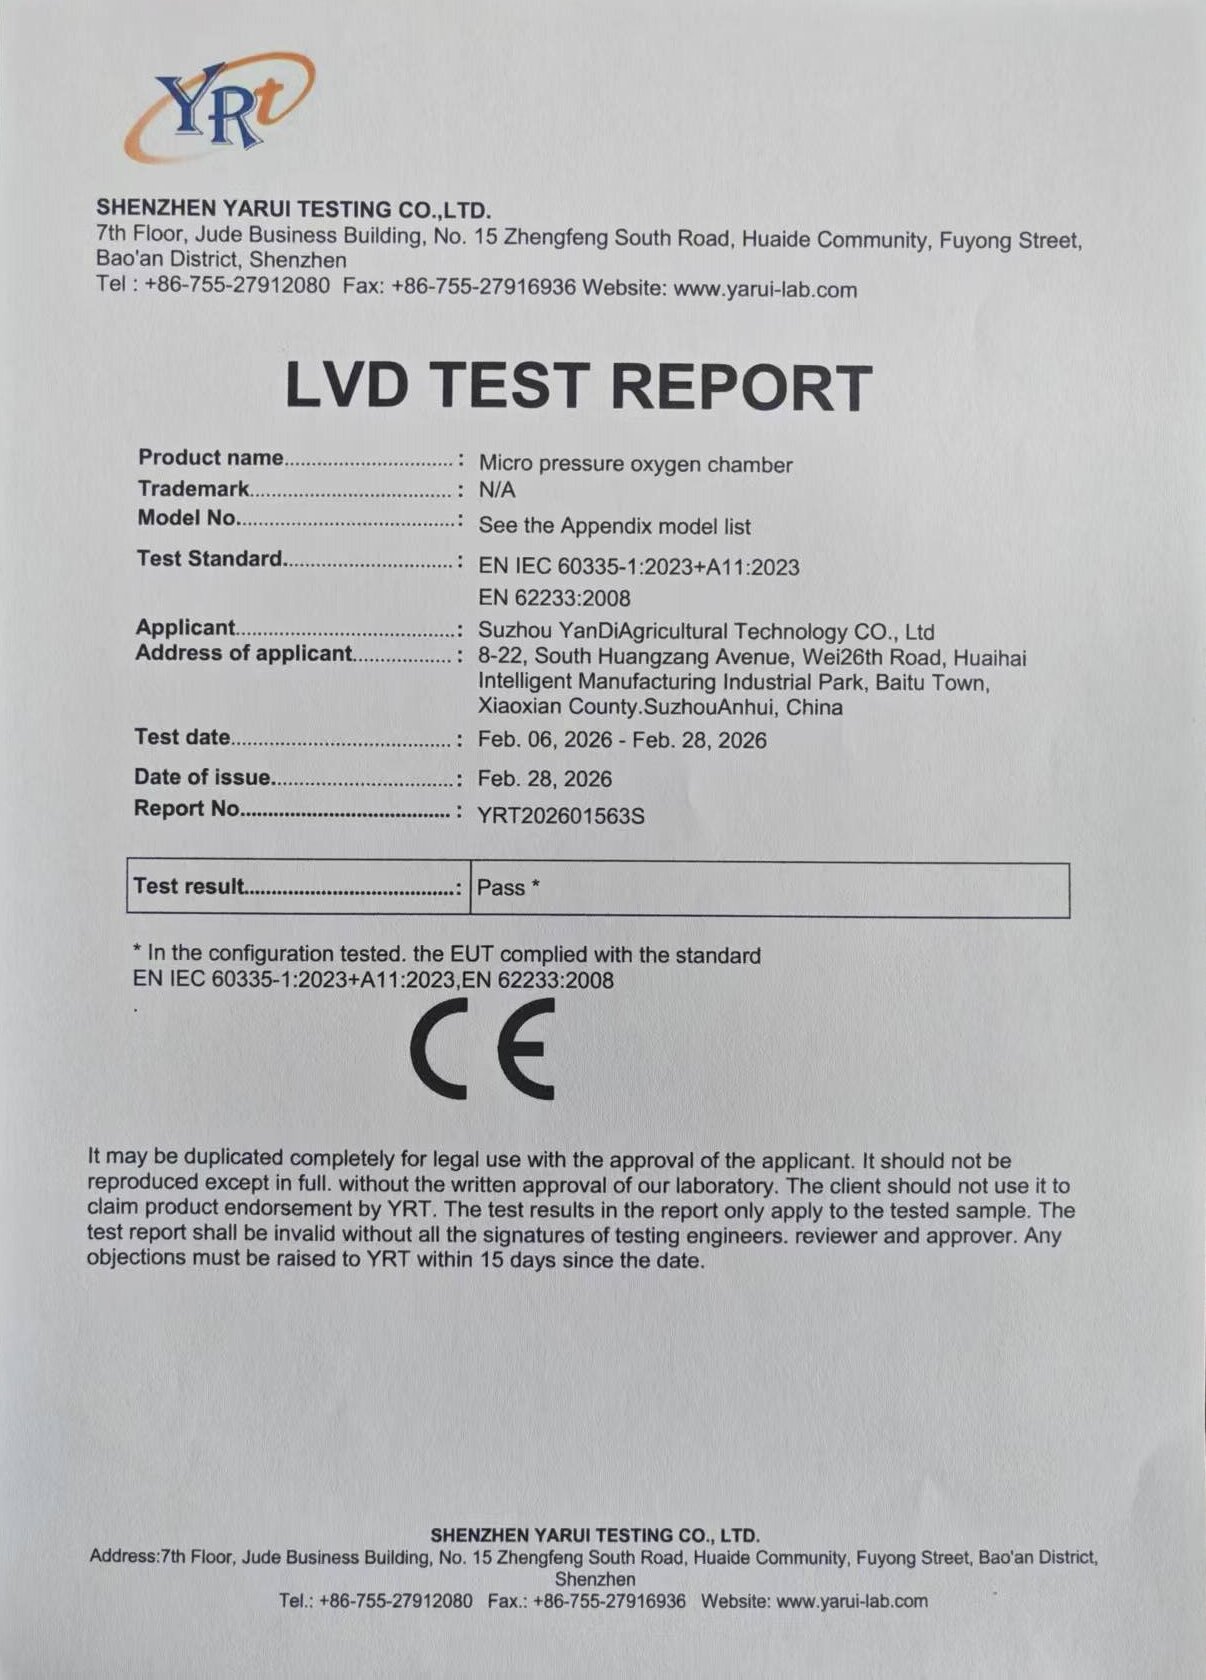 YRt
SHENZHEN YARUI TESTING CO.,LTD.
7th Floor, Jude Business Building, No. 15 Zhengfeng South Road, Huaide Community, Fuyong Street,
Bao'an District, Shenzhen
Tel : +86-755-27912080 Fax: +86-755-27916936 Website: www.yarui-lab.com
LVD TEST REPORT
Product name.............................. : Micro pressure oxygen chamber
Trademark.................................... : N/A
Model No.......................................: See the Appendix model list
Test Standard.............................. : EN IEC 60335-1:2023+A11:2023
EN 62233:2008
Applicant.......................................: Suzhou YanDiAgricultural Technology CO., Ltd
Address of applicant.................. : 8-22, South Huangzang Avenue, Wei26th Road, Huaihai
Intelligent Manufacturing Industrial Park, Baitu Town,
Xiaoxian County.SuzhouAnhui, China
Test date....................................... : Feb. 06, 2026 - Feb. 28, 2026
Date of issue................................: Feb. 28, 2026
Report No..................................... : YRT202601563S
Test result.....................................: Pass *
* In the configuration tested. the EUT complied with the standard
EN IEC 60335-1:2023+A11:2023,EN 62233:2008
.
CE
It may be duplicated completely for legal use with the approval of the applicant. It should not be
reproduced except in full. without the written approval of our laboratory. The client should not use it to
claim product endorsement by YRT. The test results in the report only apply to the tested sample. The
test report shall be invalid without all the signatures of testing engineers. reviewer and approver. Any
objections must be raised to YRT within 15 days since the date.
SHENZHEN YARUI TESTING CO., LTD.
Address:7th Floor, Jude Business Building, No. 15 Zhengfeng South Road, Huaide Community, Fuyong Street, Bao'an District,
Shenzhen
Tel.: +86-755-27912080 Fax.: +86-755-27916936 Website: www.yarui-lab.com